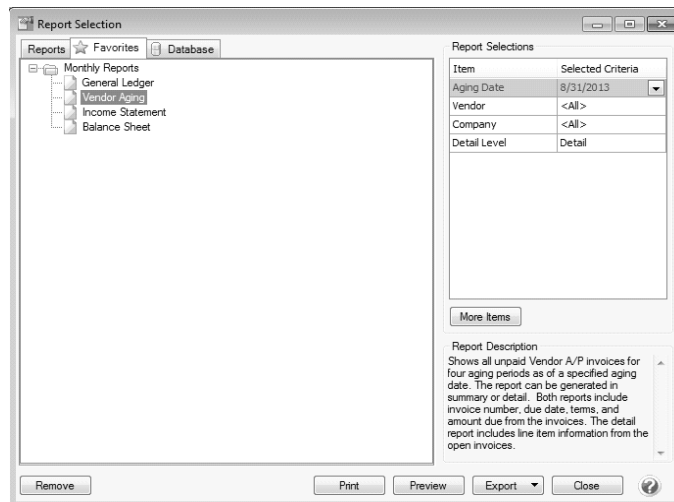 Report Selection
Reports Favorites Database
Monthly Reports
General Ledger
Vendor Aging
Income Statement
Balance Sheet
Report Selections
Item Selected Criteria
Aging Date 8/31/2013
Vendor <All>
Company <All>
Detail Level Detail
More Items
Report Description
Shows all unpaid Vendor A/P invoices for
four aging periods as of a specified aging
date. The report can be generated in
summary or detail. Both reports include
invoice number, due date, terms, and
amount due from the invoices. The detail
report includes line item information from the
open invoices.
Remove Print Preview Export Close ?